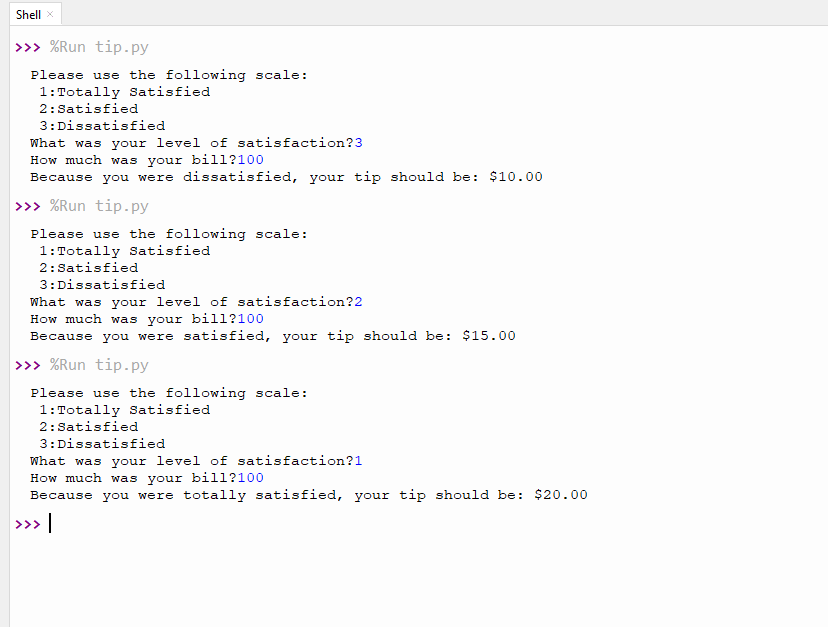 Shell ×
>>> %Run tip.py
Please use the following scale:
1:Totally Satisfied
2:Satisfied
3:Dissatisfied
What was your level of satisfaction?3
How much was your bill?100
Because you were dissatisfied, your tip should be: $10.00
>>> %Run tip.py
Please use the following scale:
1:Totally Satisfied
2:Satisfied
3:Dissatisfied
What was your level of satisfaction?2
How much was your bill?100
Because you were satisfied, your tip should be: $15.00
>>> %Run tip.py
Please use the following scale:
1:Totally Satisfied
2:Satisfied
3:Dissatisfied
What was your level of satisfaction?1
How much was your bill?100
Because you were totally satisfied, your tip should be: $20.00
>>>